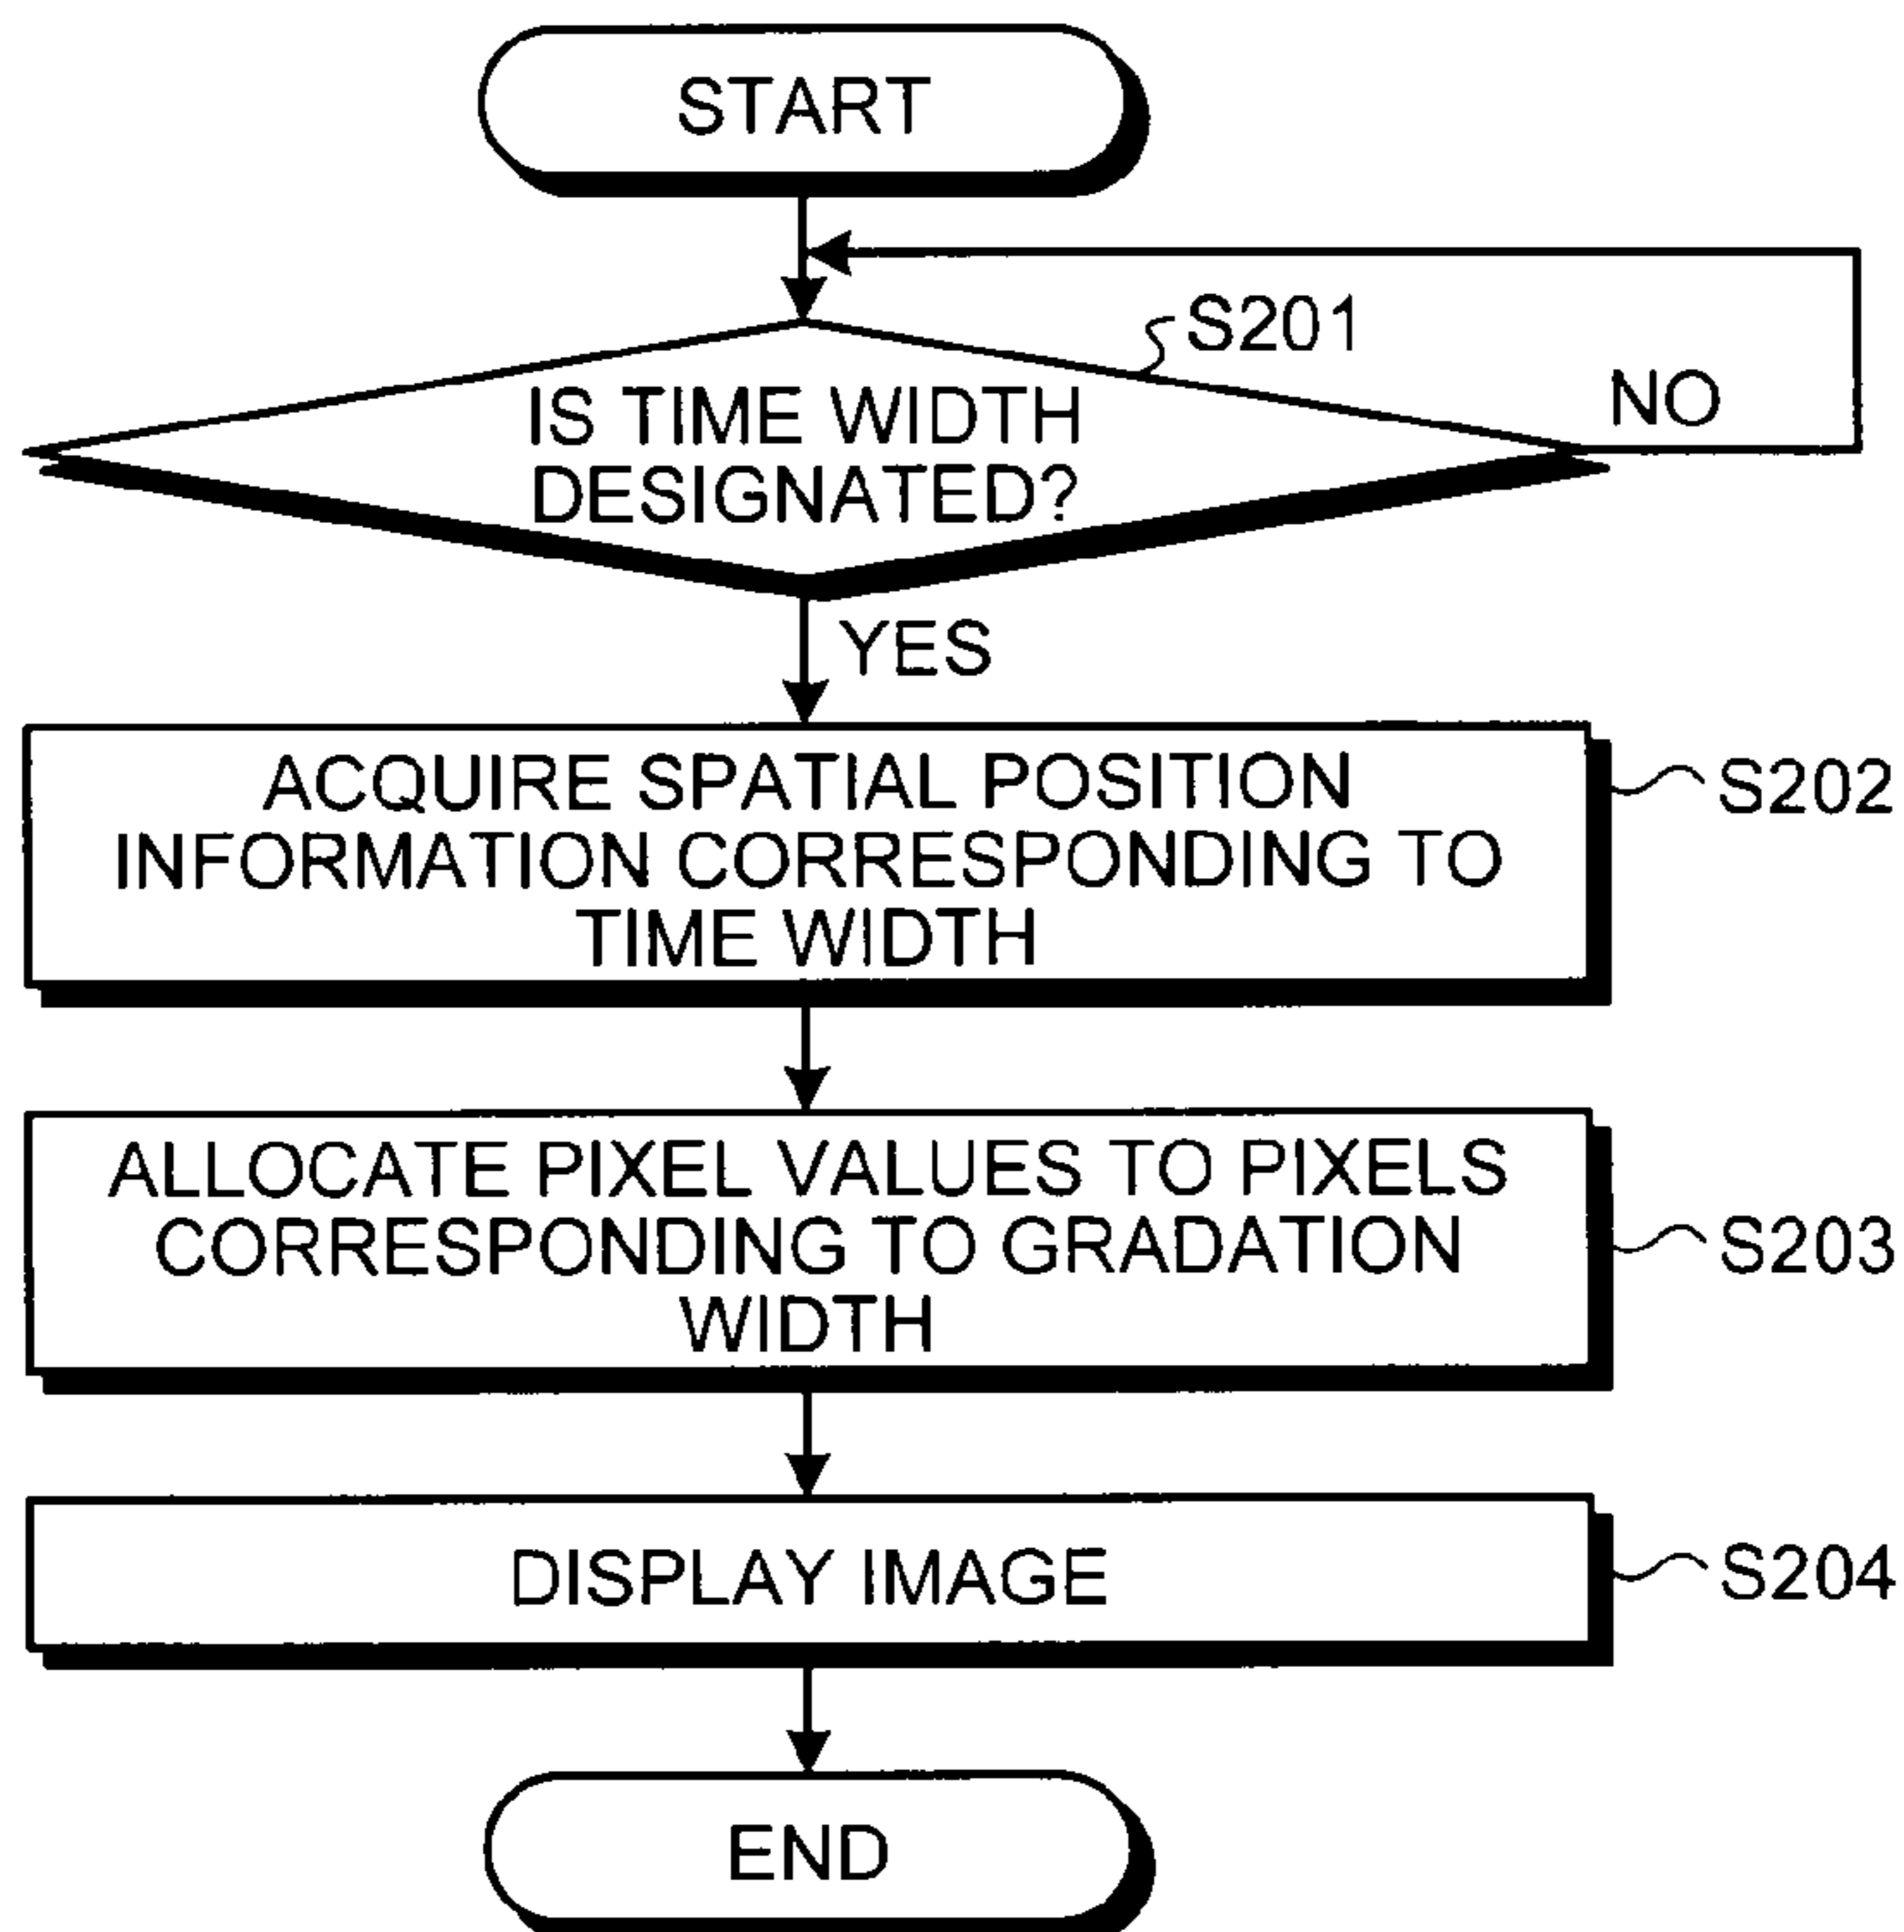 START
S201
IS TIME WIDTH
DESIGNATED?
NO
YES
ACQUIRE SPATIAL POSITION
INFORMATION CORRESPONDING TO
TIME WIDTH
S202
ALLOCATE PIXEL VALUES TO PIXELS
CORRESPONDING TO GRADATION
WIDTH
S203
DISPLAY IMAGE
S204
END